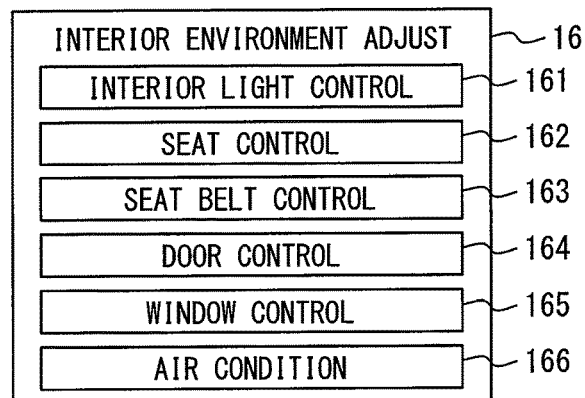 INTERIOR ENVIRONMENT ADJUST 16
INTERIOR LIGHT CONTROL 161
SEAT CONTROL 162
SEAT BELT CONTROL 163
DOOR CONTROL 164
WINDOW CONTROL 165
AIR CONDITION 166